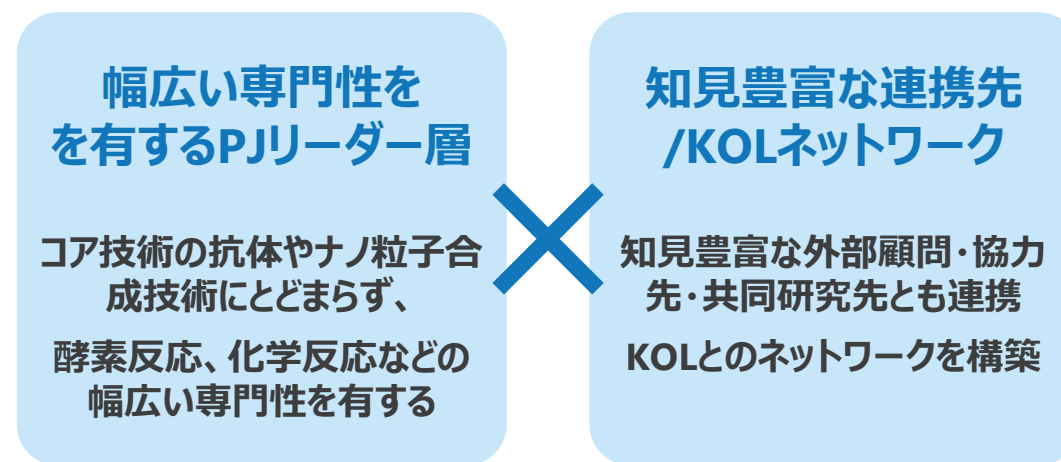 幅広い専門性を
を有するPJリーダー層
コア技術の抗体やナノ粒子合
成技術にとどまらず、
酵素反応、化学反応などの
幅広い専門性を有する
知見豊富な連携先
/KOLネットワーク
知見豊富な外部顧問・協力
先・共同研究先とも連携
KOLとのネットワークを構築